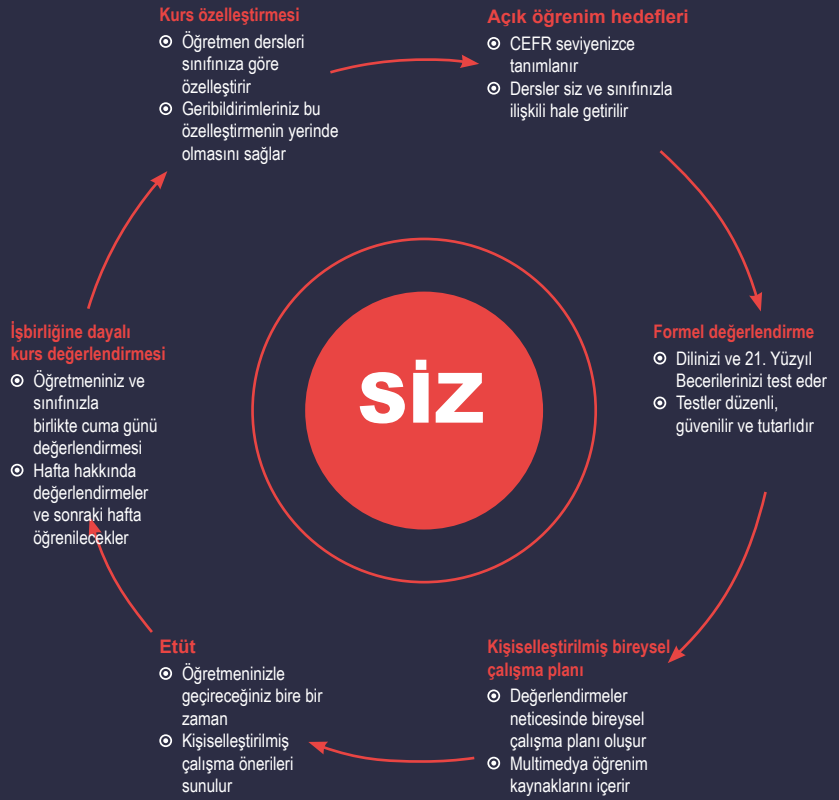 Kurs özelleştirmesi
Öğretmen dersleri
sınıfınıza göre
özelleştirir
Geribildirimleriniz bu
özelleştirmenin yerinde
olmasını sağlar
Açık öğrenim hedefleri
CEFR seviyenizce
tanımlanır
Dersler siz ve sınıfınızla
ilişkili hale getirilir
Formel değerlendirme
Dilinizi ve 21. Yüzyıl
Becerilerinizi test eder
Testler düzenli,
güvenilir ve tutarlıdır
Kişiselleştirilmiş bireysel
çalışma planı
Değerlendirmeler
neticesinde bireysel
çalışma planı oluşur
Multimedya öğrenim
kaynaklarını içerir
Etüt
Öğretmeninizle
geçireceğiniz bire bir
zaman
Kişiselleştirilmiş
çalışma önerileri
sunulur
İşbirliğine dayalı
kurs değerlendirmesi
Öğretmeniniz ve
sınıfınızla
birlikte cuma günü
değerlendirmesi
Hafta hakkında
değerlendirmeler
ve sonraki hafta
öğrenilecekler
siz